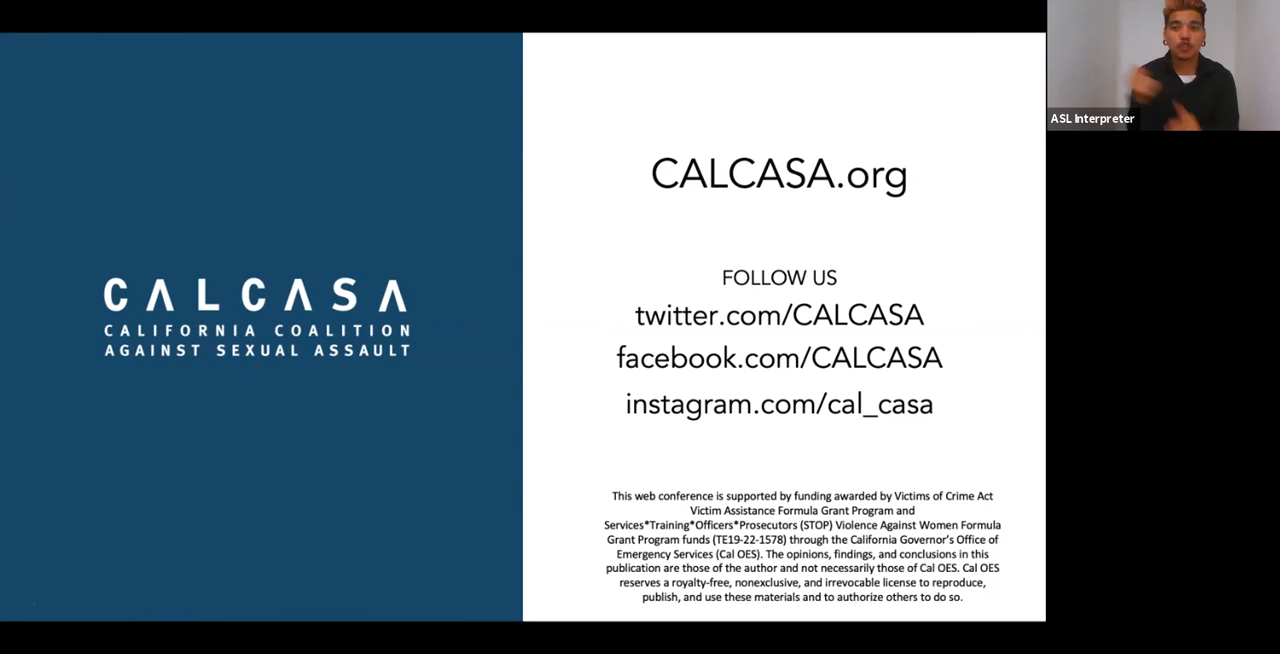 CALCASA
CALIFORNIA COALITION
AGAINST SEXUAL ASSAULT
CALCASA.org
FOLLOW US
twitter.com/CALCASA
facebook.com/CALCASA
instagram.com/cal_casa
This web conference is supported by funding awarded by Victims of Crime Act
Victim Assistance Formula Grant Program and
Services*Training*Officers*Prosecutors (STOP) Violence Against Women Formula
Grant Program funds (TE19-22-1578) through the California Governor's Office of
Emergency Services (Cal OES). The opinions, findings, and conclusions in this
publication are those of the author and not necessarily those of Cal OES. Cal OES
reserves a royalty-free, nonexclusive, and irrevocable license to reproduce,
publish, and use these materials and to authorize others to do so.
ASL Interpreter